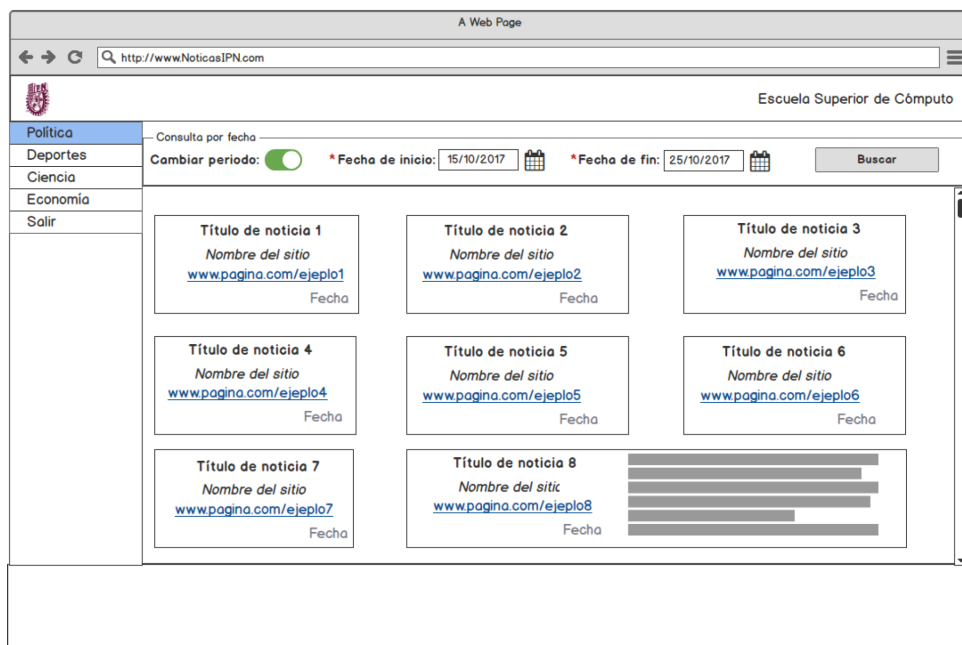 A Web Page
http://www.NoticasIPN.com
Escuela Superior de Cómputo
Política
Deportes
Ciencia
Economía
Salir
Consulta por fecha
Cambiar periodo: *Fecha de inicio: 15/10/2017 *Fecha de fin: 25/10/2017 Buscar
Título de noticia 1
Nombre del sitio
www.pagina.com/ejeplo1
Fecha
Título de noticia 2
Nombre del sitio
www.pagina.com/ejeplo2
Fecha
Título de noticia 3
Nombre del sitio
www.pagina.com/ejeplo3
Fecha
Título de noticia 4
Nombre del sitio
www.pagina.com/ejeplo4
Fecha
Título de noticia 5
Nombre del sitio
www.pagina.com/ejeplo5
Fecha
Título de noticia 6
Nombre del sitio
www.pagina.com/ejeplo6
Fecha
Título de noticia 7
Nombre del sitio
www.pagina.com/ejeplo7
Fecha
Título de noticia 8
Nombre del sitic
www.pagina.com/ejeplo8
Fecha